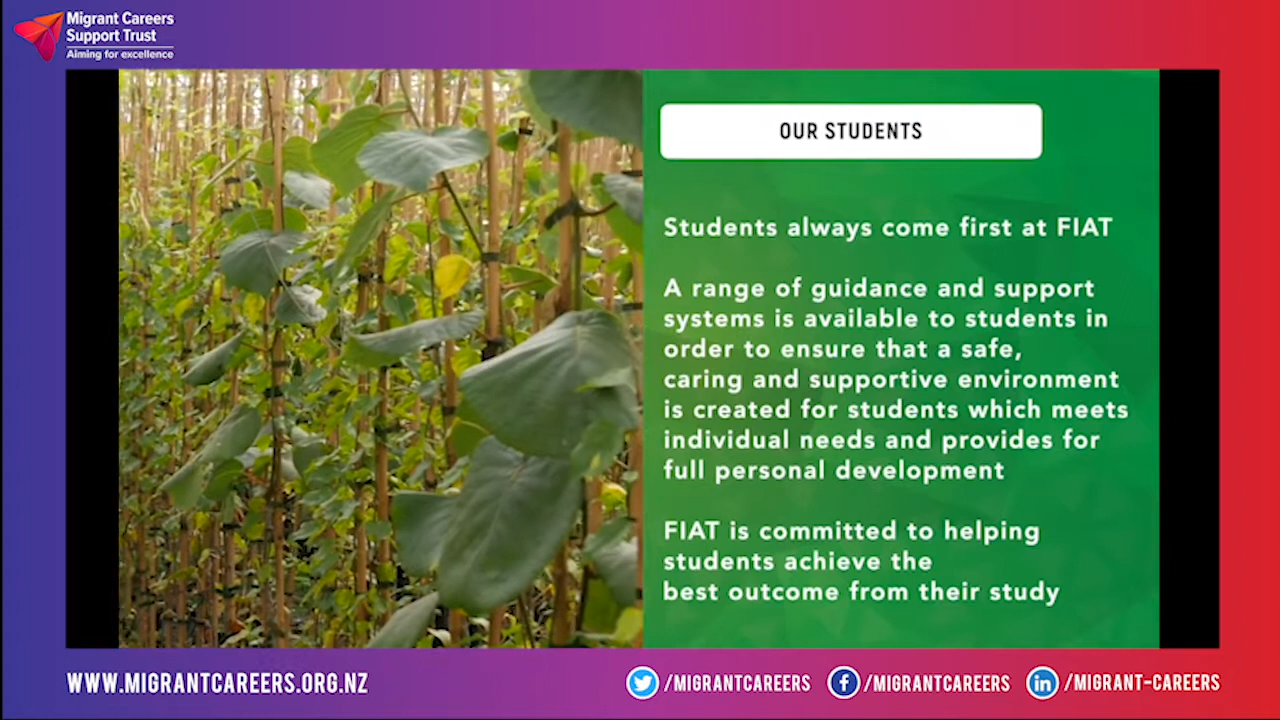 Migrant Careers
Support Trust
Aiming for excellence
OUR STUDENTS
Students always come first at FIAT
A range of guidance and support
systems is available to students in
order to ensure that a safe,
caring and supportive environment
is created for students which meets
individual needs and provides for
full personal development
FIAT is committed to helping
students achieve the
best outcome from their study
WWW.MIGRANTCAREERS.ORG.NZ
/MIGRANTCAREERS
/MIGRANTCAREERS
/MIGRANT-CAREERS